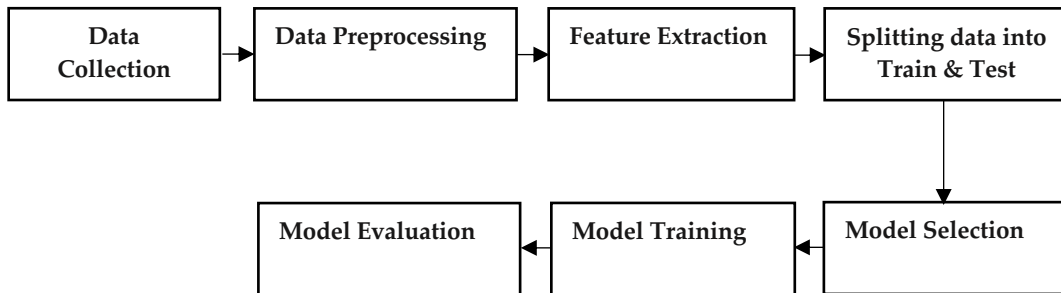 Data
Collection
Data Preprocessing
Feature Extraction
Splitting data into
Train & Test
Model Selection
Model Training
Model Evaluation